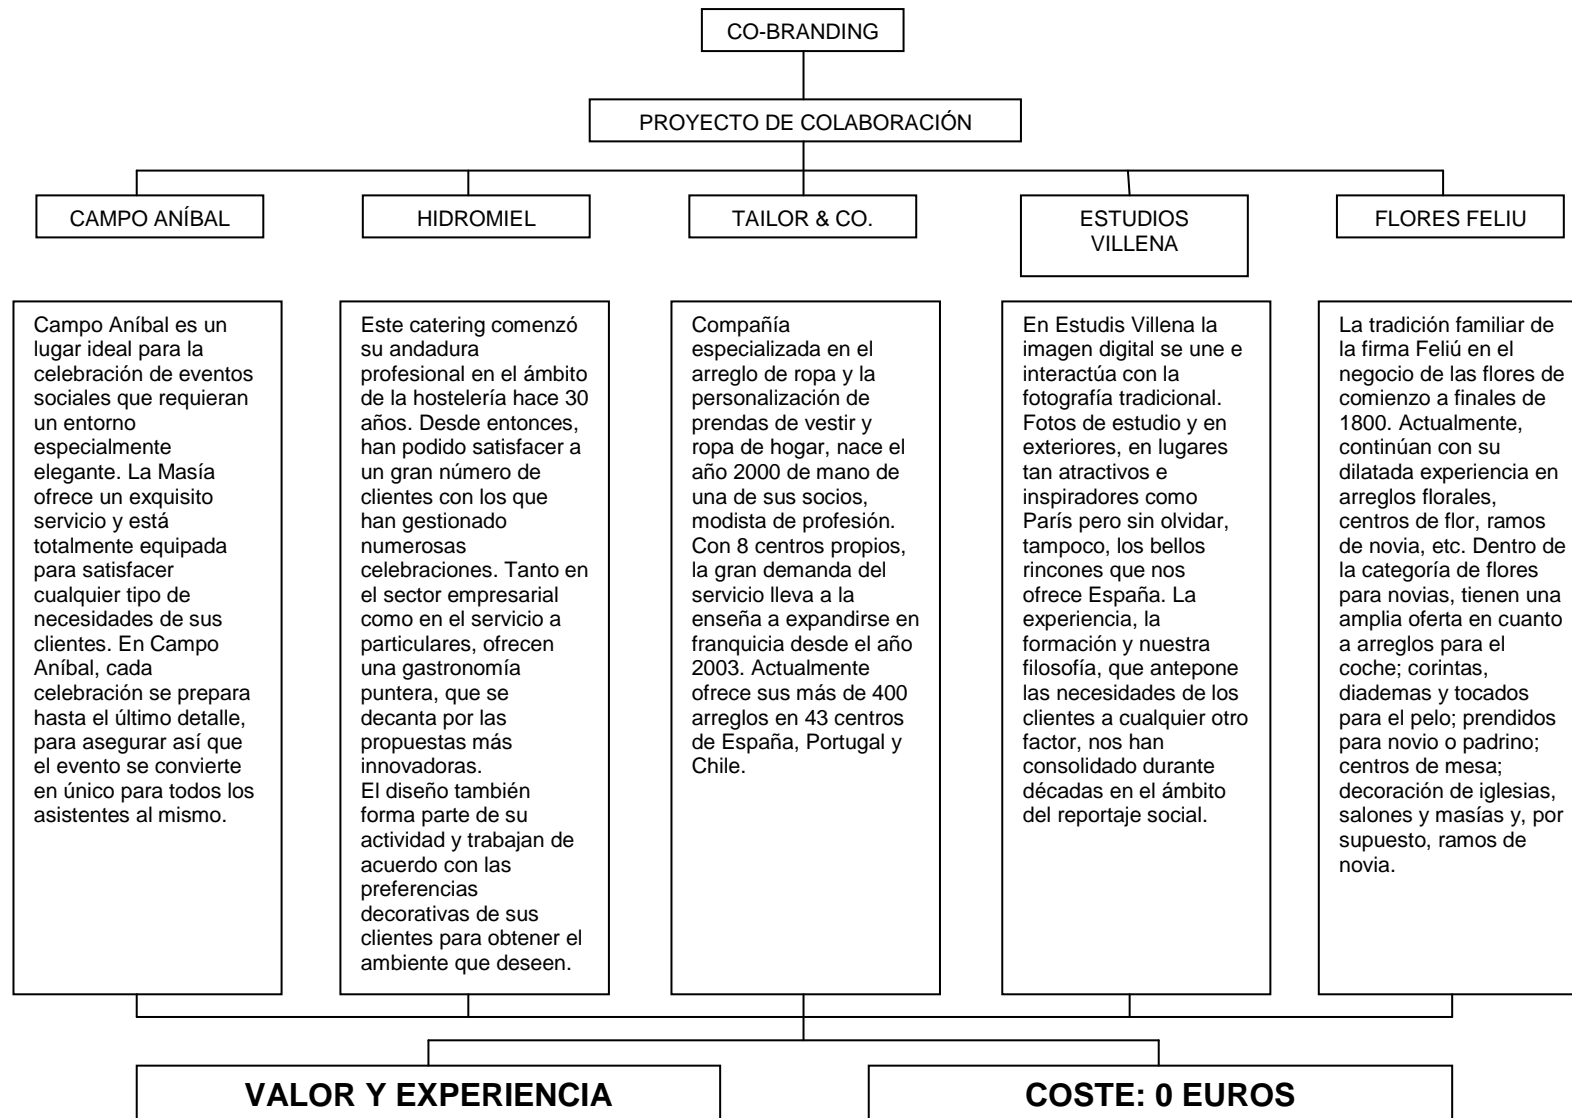 CO-BRANDING
PROYECTO DE COLABORACIÓN
CAMPO ANÍBAL
HIDROMIEL
TAILOR & CO.
ESTUDIOS
VILLENA
FLORES FELIU
Campo Aníbal es un
lugar ideal para la
celebración de eventos
sociales que requieran
un entorno
especialmente
elegante. La Masía
ofrece un exquisito
servicio y está
totalmente equipada
para satisfacer
cualquier tipo de
necesidades de sus
clientes. En Campo
Aníbal, cada
celebración se prepara
hasta el último detalle,
para asegurar así que
el evento se convierte
en único para todos los
asistentes al mismo.
Este catering comenzó
su andadura
profesional en el ámbito
de la hostelería hace 30
años. Desde entonces,
han podido satisfacer a
un gran número de
clientes con los que
han gestionado
numerosas
celebraciones. Tanto en
el sector empresarial
como en el servicio a
particulares, ofrecen
una gastronomía
puntera, que se
decanta por las
propuestas más
innovadoras.
El diseño también
forma parte de su
actividad y trabajan de
acuerdo con las
preferencias
decorativas de sus
clientes para obtener el
ambiente que deseen.
Compañía
especializada en el
arreglo de ropa y la
personalización de
prendas de vestir y
ropa de hogar, nace el
año 2000 de mano de
una de sus socios,
modista de profesión.
Con 8 centros propios,
la gran demanda del
servicio lleva a la
enseña a expandirse en
franquicia desde el año
2003. Actualmente
ofrece sus más de 400
arreglos en 43 centros
de España, Portugal y
Chile.
En Estudis Villena la
imagen digital se une e
interactúa con la
fotografía tradicional.
Fotos de estudio y en
exteriores, en lugares
tan atractivos e
inspiradores como
París pero sin olvidar,
tampoco, los bellos
rincones que nos
ofrece España. La
experiencia, la
formación y nuestra
filosofía, que antepone
las necesidades de los
clientes a cualquier otro
factor, nos han
consolidado durante
décadas en el ámbito
del reportaje social.
La tradición familiar de
la firma Feliú en el
negocio de las flores de
comienzo a finales de
1800. Actualmente,
continúan con su
dilatada experiencia en
arreglos florales,
centros de flor, ramos
de novia, etc. Dentro de
la categoría de flores
para novias, tienen una
amplia oferta en cuanto
a arreglos para el
coche; corintas,
diademas y tocados
para el pelo; prendidos
para novio o padrino;
centros de mesa;
decoración de iglesias,
salones y masías y, por
supuesto, ramos de
novia.
VALOR Y EXPERIENCIA
COSTE: 0 EUROS